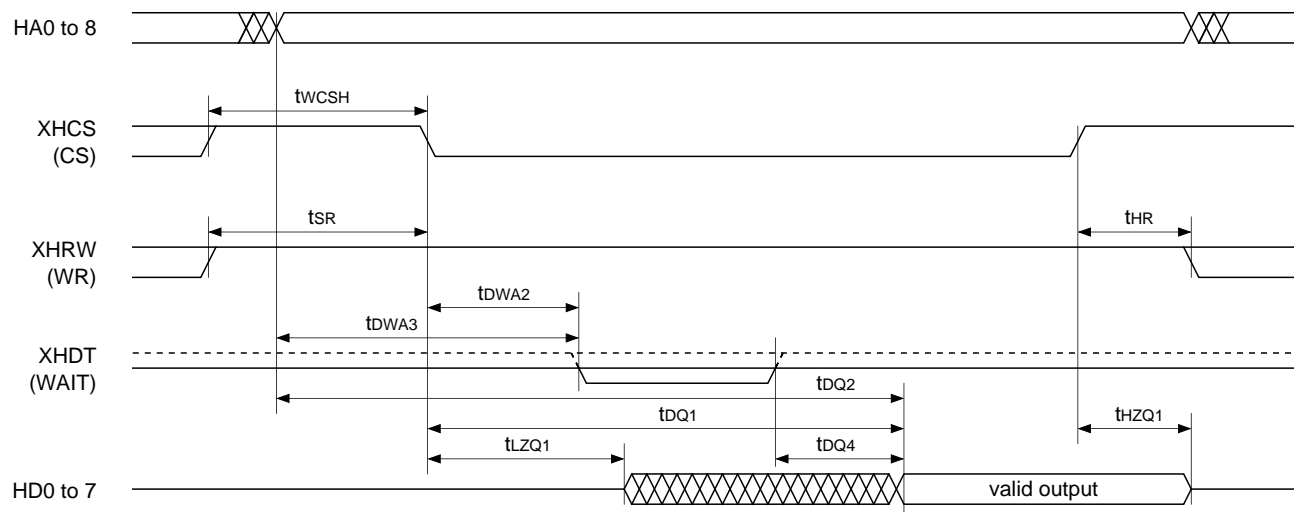 HA0 to 8
tWCSH
XHCS
(CS)
tSR
tHR
XHRW
(WR)
tDWA2
tDWA3
XHDT
(WAIT)
tDQ2
tDQ1
tHZQ1
tLZQ1
tDQ4
HD0 to 7
valid output